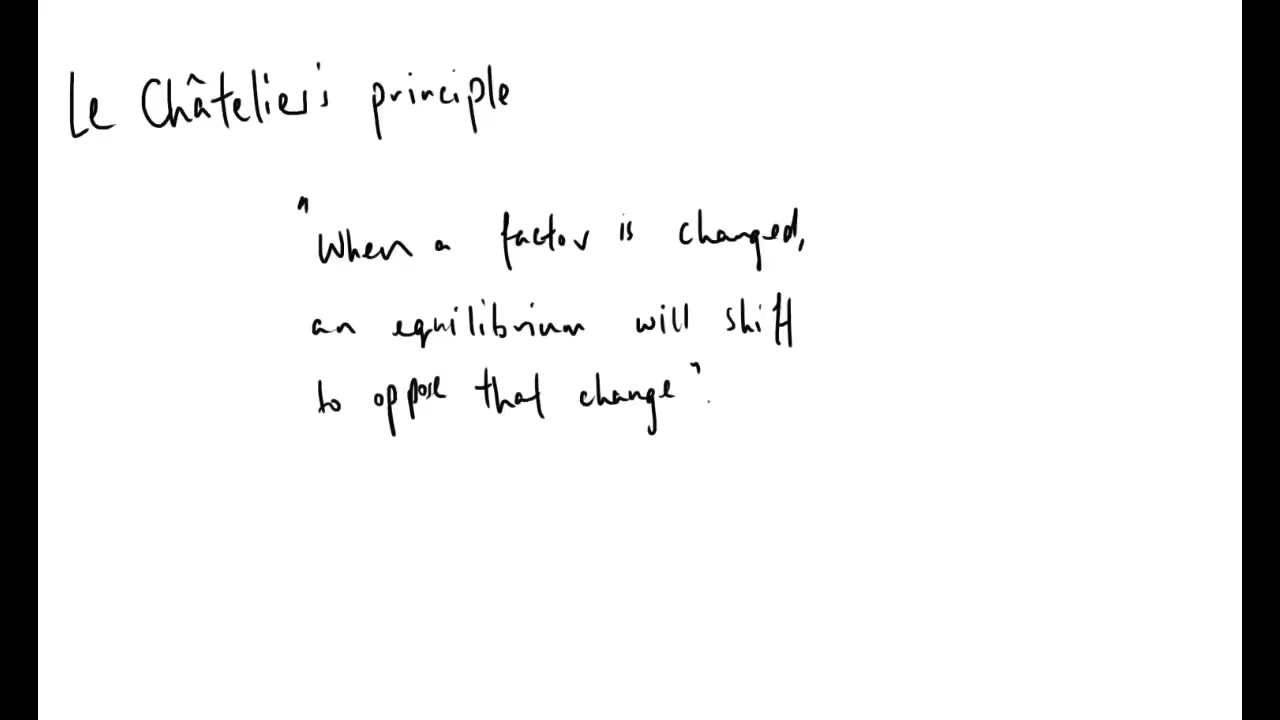 Le Châtelier's principle
"When a factor is changed,
an equilibrium will shift
to oppose that change".